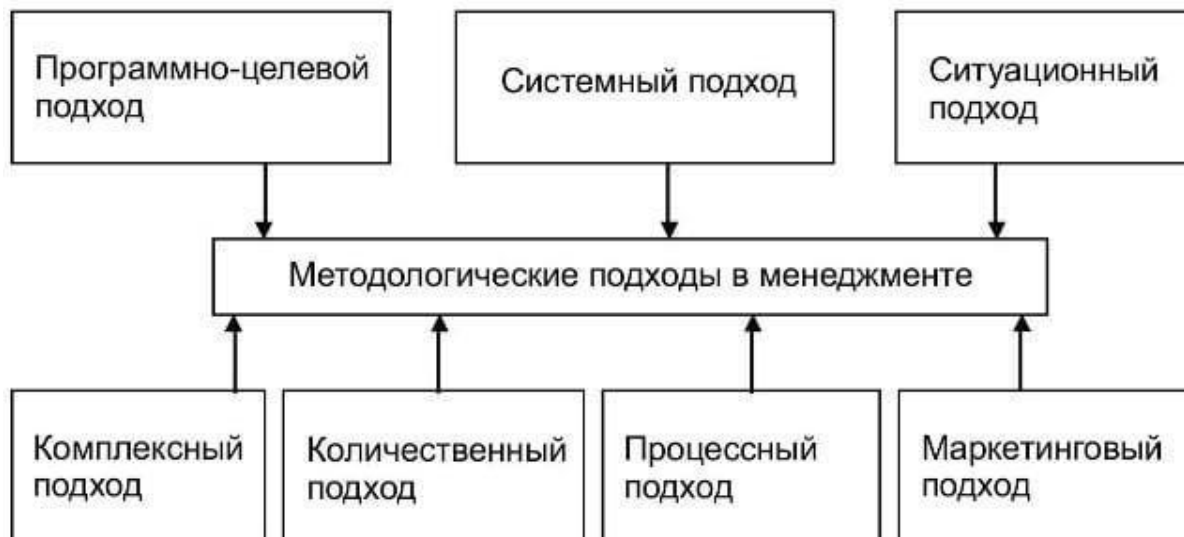 Программно-целевой
подход
Системный подход
Ситуационный
подход
Методологические подходы в менеджменте
Комплексный
подход
Количественный
подход
Процессный
подход
Маркетинговый
подход